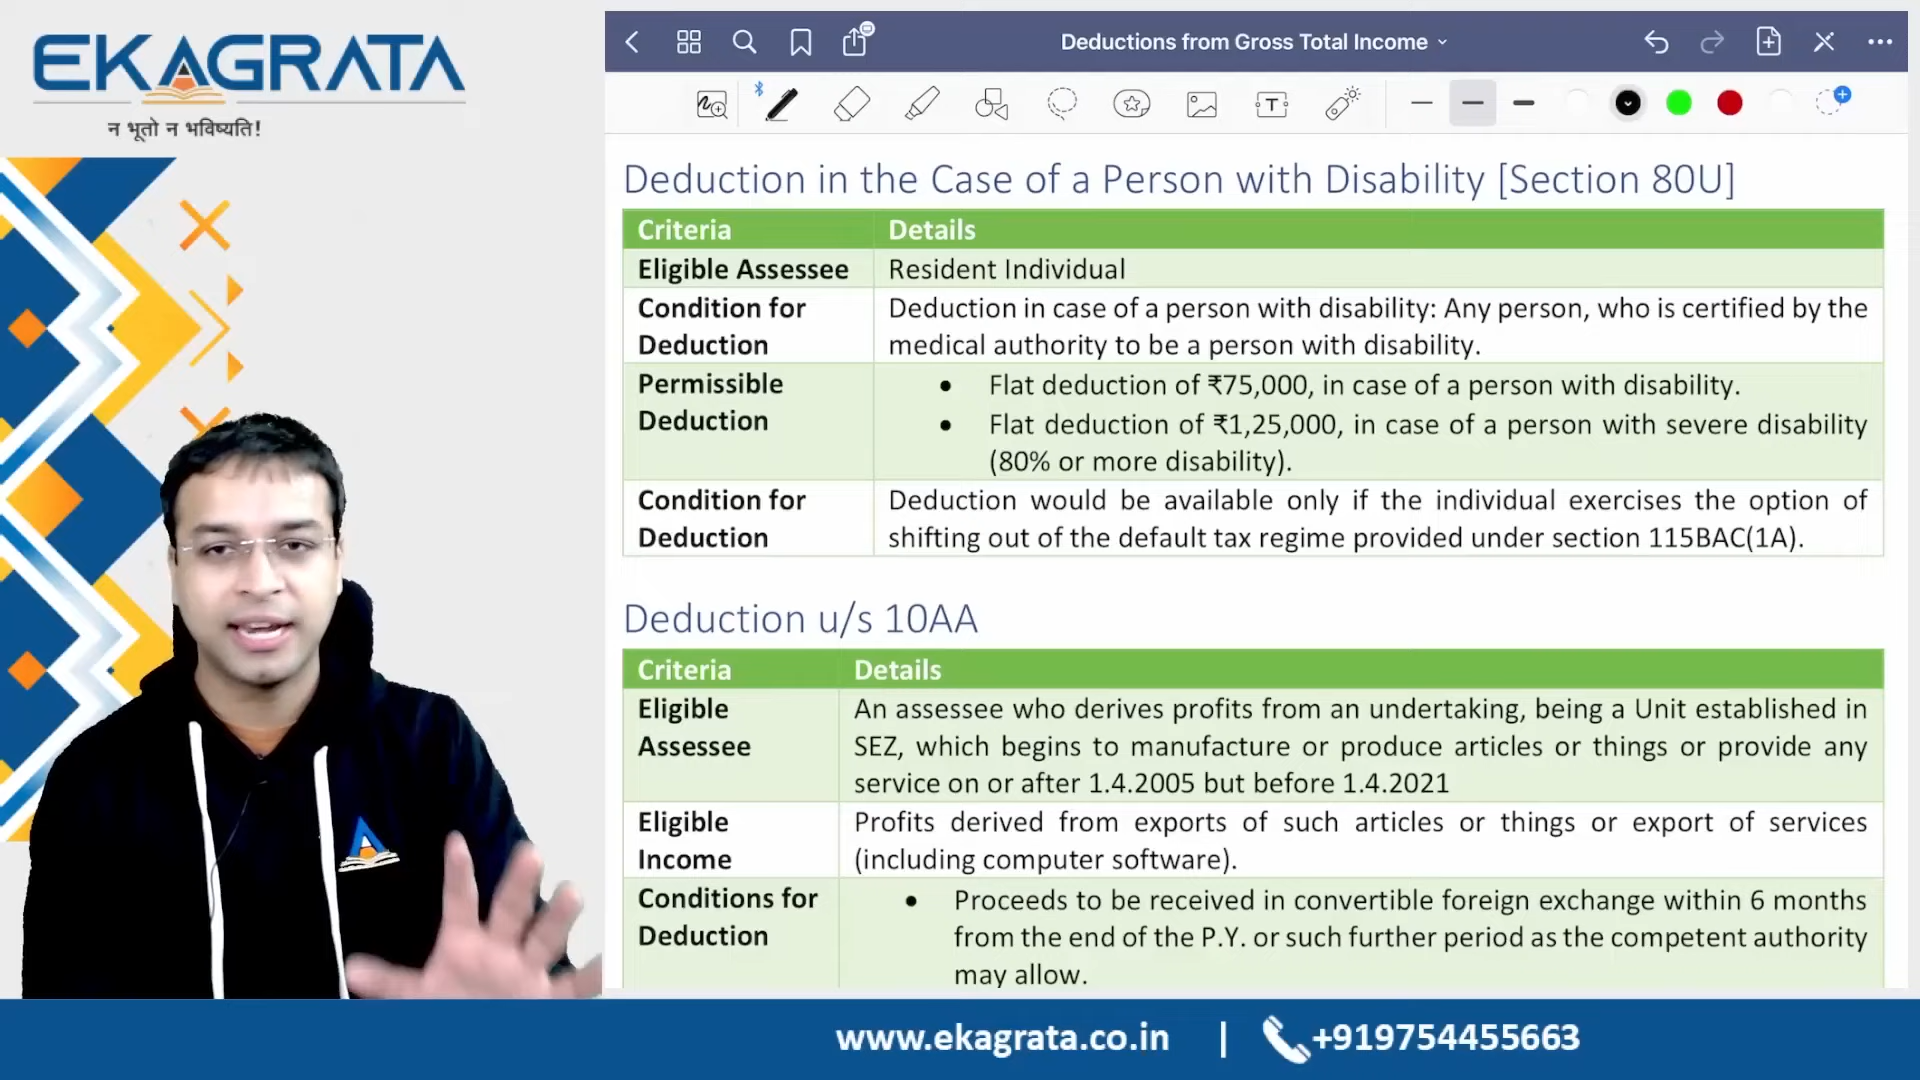 EKAGRATA
न भूतो न भविष्यति!
Deductions from Gross Total Income
T
Deduction in the Case of a Person with Disability [Section 80U]
Criteria Details
Eligible Assessee Resident Individual
Condition for Deduction in case of a person with disability: Any person, who is certified by the
Deduction medical authority to be a person with disability.
Permissible • Flat deduction of ₹75,000, in case of a person with disability.
Deduction • Flat deduction of ₹1,25,000, in case of a person with severe disability
(80% or more disability).
Condition for Deduction would be available only if the individual exercises the option of
Deduction shifting out of the default tax regime provided under section 115BAC(1A).
Deduction u/s 10AA
Criteria Details
Eligible An assessee who derives profits from an undertaking, being a Unit established in
Assessee SEZ, which begins to manufacture or produce articles or things or provide any
service on or after 1.4.2005 but before 1.4.2021
Eligible Profits derived from exports of such articles or things or export of services
Income (including computer software).
Conditions for • Proceeds to be received in convertible foreign exchange within 6 months
Deduction from the end of the P.Y. or such further period as the competent authority
may allow.
www.ekagrata.co.in | +919754455663